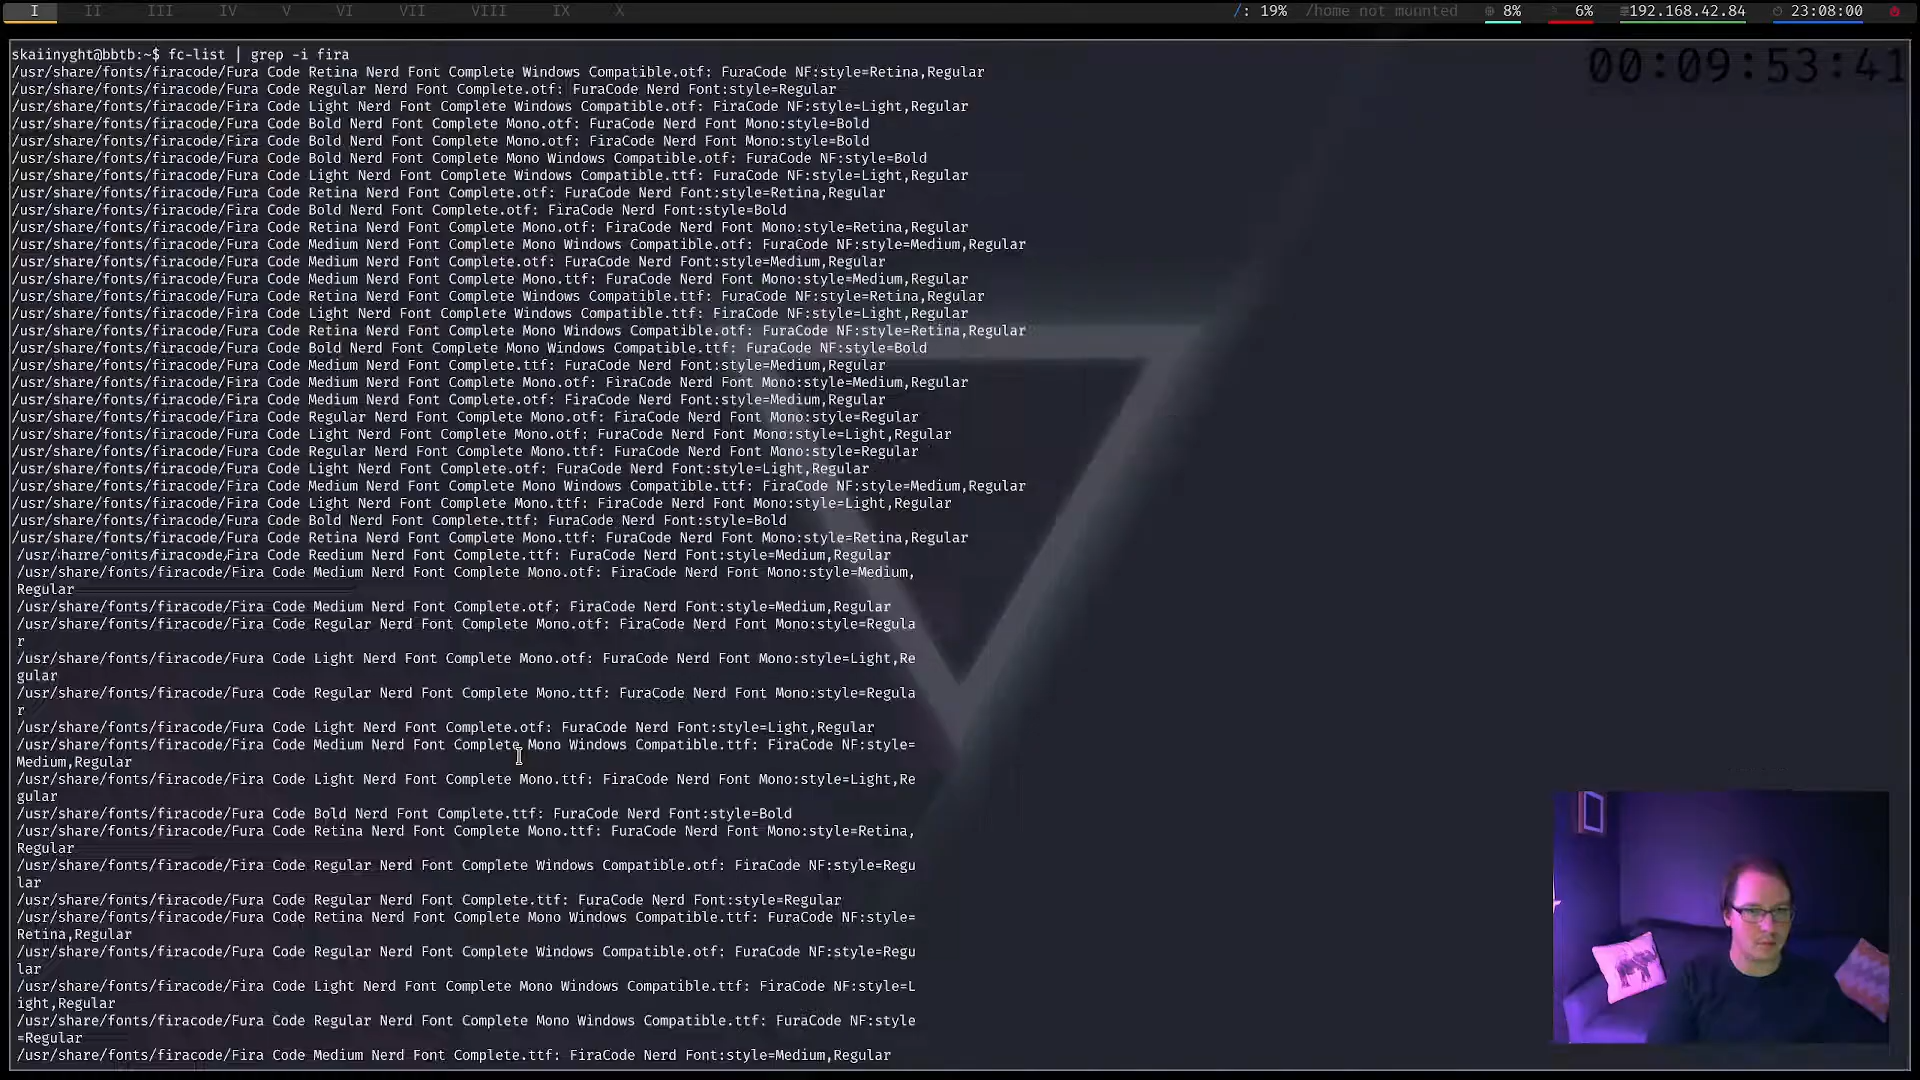 I II III IV V VI VII VIII IX X /: 19% /home not mounted 8% 6% 192.168.42.84 23:08:00
00:09:53:41
skaiinyght@bbtb:~$ fc-list | grep -i fira
/usr/share/fonts/firacode/Fura Code Retina Nerd Font Complete Windows Compatible.otf: FuraCode NF:style=Retina,Regular
/usr/share/fonts/firacode/Fura Code Regular Nerd Font Complete.otf: FuraCode Nerd Font:style=Regular
/usr/share/fonts/firacode/Fira Code Light Nerd Font Complete Windows Compatible.otf: FiraCode NF:style=Light,Regular
/usr/share/fonts/firacode/Fura Code Bold Nerd Font Complete Mono.otf: FuraCode Nerd Font Mono:style=Bold
/usr/share/fonts/firacode/Fira Code Bold Nerd Font Complete Mono.otf: FiraCode Nerd Font Mono:style=Bold
/usr/share/fonts/firacode/Fura Code Bold Nerd Font Complete Mono Windows Compatible.otf: FuraCode NF:style=Bold
/usr/share/fonts/firacode/Fura Code Light Nerd Font Complete Windows Compatible.ttf: FuraCode NF:style=Light,Regular
/usr/share/fonts/firacode/Fura Code Retina Nerd Font Complete.otf: FuraCode Nerd Font:style=Retina,Regular
/usr/share/fonts/firacode/Fira Code Bold Nerd Font Complete.otf: FiraCode Nerd Font:style=Bold
/usr/share/fonts/firacode/Fira Code Retina Nerd Font Complete Mono.otf: FiraCode Nerd Font Mono:style=Retina,Regular
/usr/share/fonts/firacode/Fura Code Medium Nerd Font Complete Mono Windows Compatible.otf: FuraCode NF:style=Medium,Regular
/usr/share/fonts/firacode/Fura Code Medium Nerd Font Complete.otf: FuraCode Nerd Font:style=Medium,Regular
/usr/share/fonts/firacode/Fura Code Medium Nerd Font Complete Mono.ttf: FuraCode Nerd Font Mono:style=Medium,Regular
/usr/share/fonts/firacode/Fura Code Retina Nerd Font Complete Windows Compatible.ttf: FuraCode NF:style=Retina,Regular
/usr/share/fonts/firacode/Fira Code Light Nerd Font Complete Windows Compatible.ttf: FiraCode NF:style=Light,Regular
/usr/share/fonts/firacode/Fura Code Retina Nerd Font Complete Mono Windows Compatible.otf: FuraCode NF:style=Retina,Regular
/usr/share/fonts/firacode/Fura Code Bold Nerd Font Complete Mono Windows Compatible.ttf: FuraCode NF:style=Bold
/usr/share/fonts/firacode/Fura Code Medium Nerd Font Complete.ttf: FuraCode Nerd Font:style=Medium,Regular
/usr/share/fonts/firacode/Fira Code Medium Nerd Font Complete Mono.otf: FiraCode Nerd Font Mono:style=Medium,Regular
/usr/share/fonts/firacode/Fira Code Medium Nerd Font Complete.otf: FiraCode Nerd Font:style=Medium,Regular
/usr/share/fonts/firacode/Fira Code Regular Nerd Font Complete Mono.otf: FiraCode Nerd Font Mono:style=Regular
/usr/share/fonts/firacode/Fura Code Light Nerd Font Complete Mono.otf: FuraCode Nerd Font Mono:style=Light,Regular
/usr/share/fonts/firacode/Fura Code Regular Nerd Font Complete Mono.ttf: FuraCode Nerd Font Mono:style=Regular
/usr/share/fonts/firacode/Fura Code Light Nerd Font Complete.otf: FuraCode Nerd Font:style=Light,Regular
/usr/share/fonts/firacode/Fira Code Medium Nerd Font Complete Mono Windows Compatible.ttf: FiraCode NF:style=Medium,Regular
/usr/share/fonts/firacode/Fira Code Light Nerd Font Complete Mono.ttf: FiraCode Nerd Font Mono:style=Light,Regular
/usr/share/fonts/firacode/Fura Code Bold Nerd Font Complete.ttf: FuraCode Nerd Font:style=Bold
/usr/share/fonts/firacode/Fura Code Retina Nerd Font Complete Mono.ttf: FuraCode Nerd Font Mono:style=Retina,Regular
Code Medium Nerd Font Complete.ttf: FuraCode Nerd Font:style=Medium,Regular
/usr/share/fonts/firacode/Fira Code Medium Nerd Font Complete Mono.otf: FiraCode Nerd Font Mono:style=Medium,
Regular
/usr/share/fonts/firacode/Fira Code Medium Nerd Font Complete.otf: FiraCode Nerd Font:style=Medium,Regular
/usr/share/fonts/firacode/Fira Code Regular Nerd Font Complete Mono.otf: FiraCode Nerd Font Mono:style=Regula
r
/usr/share/fonts/firacode/Fura Code Light Nerd Font Complete Mono.otf: FuraCode Nerd Font Mono:style=Light,Re
gular
/usr/share/fonts/firacode/Fura Code Regular Nerd Font Complete Mono.ttf: FuraCode Nerd Font Mono:style=Regula
r
/usr/share/fonts/firacode/Fura Code Light Nerd Font Complete.otf: FuraCode Nerd Font:style=Light,Regular
/usr/share/fonts/firacode/Fira Code Medium Nerd Font Complete Mono Windows Compatible.ttf: FiraCode NF:style=
Medium,Regular
/usr/share/fonts/firacode/Fira Code Light Nerd Font Complete Mono.ttf: FiraCode Nerd Font Mono:style=Light,Re
gular
/usr/share/fonts/firacode/Fura Code Bold Nerd Font Complete.ttf: FuraCode Nerd Font:style=Bold
/usr/share/fonts/firacode/Fura Code Retina Nerd Font Complete Mono.ttf: FuraCode Nerd Font Mono:style=Retina,
Regular
/usr/share/fonts/firacode/Fira Code Regular Nerd Font Complete Windows Compatible.otf: FiraCode NF:style=Regu
lar
/usr/share/fonts/firacode/Fura Code Regular Nerd Font Complete.ttf: FuraCode Nerd Font:style=Regular
/usr/share/fonts/firacode/Fura Code Retina Nerd Font Complete Mono Windows Compatible.ttf: FuraCode NF:style=
Retina,Regular
/usr/share/fonts/firacode/Fura Code Regular Nerd Font Complete Windows Compatible.otf: FuraCode NF:style=Regu
lar
/usr/share/fonts/firacode/Fira Code Light Nerd Font Complete Mono Windows Compatible.ttf: FiraCode NF:style=L
ight,Regular
/usr/share/fonts/firacode/Fura Code Regular Nerd Font Complete Mono Windows Compatible.ttf: FuraCode NF:style
=Regular
/usr/share/fonts/firacode/Fira Code Medium Nerd Font Complete.ttf: FiraCode Nerd Font:style=Medium,Regular